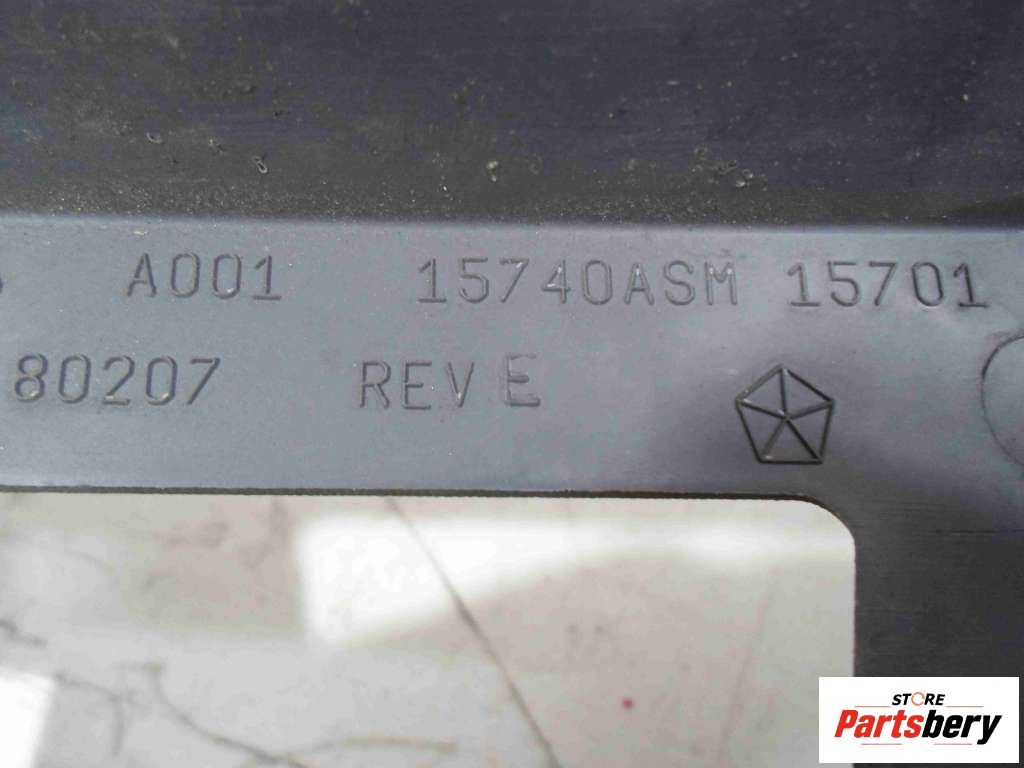 A001 15740ASM 15701
80207 REV E
STORE
Partsbery